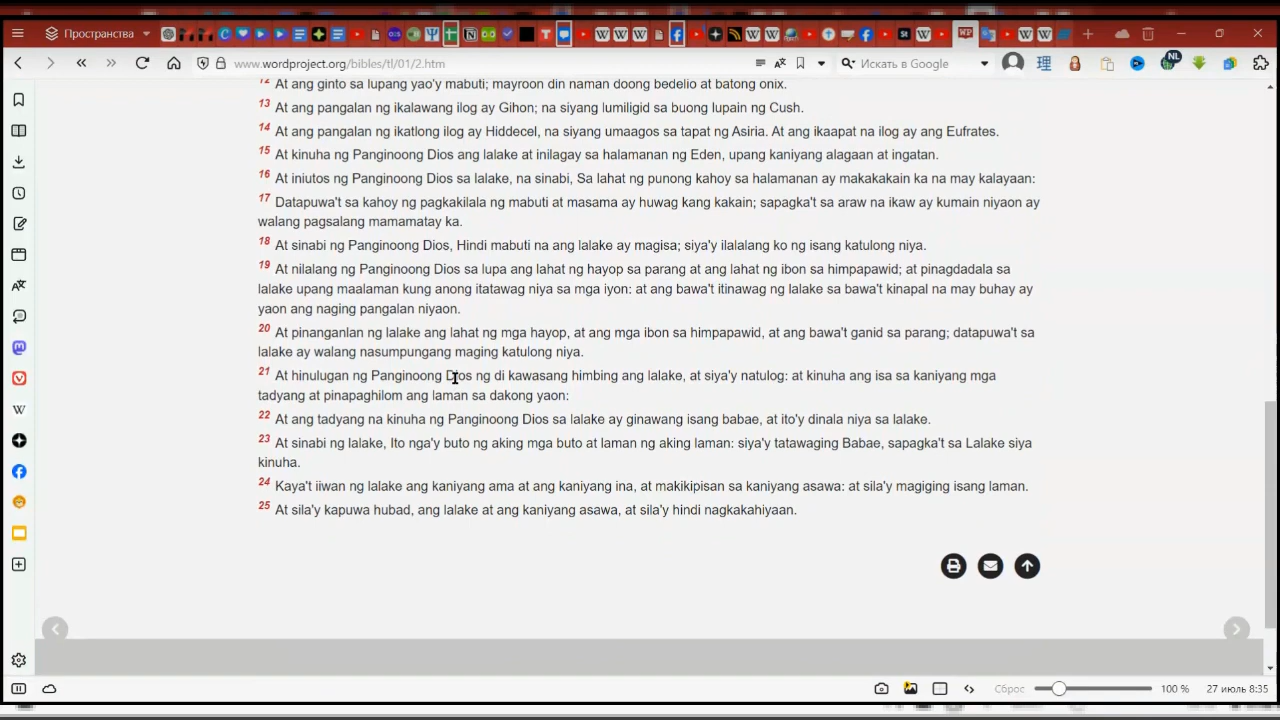 Пространства
www.wordproject.org/bibles/tl/01/2.htm
Искать в Google
NL
12 At ang ginto sa lupang yao'y mabuti; mayroon din naman doong bedelio at batong onix.
13 At ang pangalan ng ikalawang ilog ay Gihon; na siyang lumiligid sa buong lupain ng Cush.
14 At ang pangalan ng ikatlong ilog ay Hiddecel, na siyang umaagos sa tapat ng Asiria. At ang ikaapat na ilog ay ang Eufrates.
15 At kinuha ng Panginoong Dios ang lalake at inilagay sa halamanan ng Eden, upang kaniyang alagaan at ingatan.
16 At iniutos ng Panginoong Dios sa lalake, na sinabi, Sa lahat ng punong kahoy sa halamanan ay makakakain ka na may kalayaan:
17 Datapuwa't sa kahoy ng pagkakilala ng mabuti at masama ay huwag kang kakain; sapagka't sa araw na ikaw ay kumain niyaon ay
walang pagsalang mamamatay ka.
18 At sinabi ng Panginoong Dios, Hindi mabuti na ang lalake ay magisa; siya'y ilalalang ko ng isang katulong niya.
19 At nilalang ng Panginoong Dios sa lupa ang lahat ng hayop sa parang at ang lahat ng ibon sa himpapawid; at pinagdadala sa
lalake upang maalaman kung anong itatawag niya sa mga iyon: at ang bawa't itinawag ng lalake sa bawa't kinapal na may buhay ay
yaon ang naging pangalan niyaon.
20 At pinanganlan ng lalake ang lahat ng mga hayop, at ang mga ibon sa himpapawid, at ang bawa't ganid sa parang; datapuwa't sa
lalake ay walang nasumpungang maging katulong niya.
21 At hinulugan ng Panginoong Dios ng di kawasang himbing ang lalake, at siya'y natulog: at kinuha ang isa sa kaniyang mga
tadyang at pinapaghilom ang laman sa dakong yaon:
22 At ang tadyang na kinuha ng Panginoong Dios sa lalake ay ginawang isang babae, at ito'y dinala niya sa lalake.
23 At sinabi ng lalake, Ito nga'y buto ng aking mga buto at laman ng aking laman: siya'y tatawaging Babae, sapagka't sa Lalake siya
kinuha.
24 Kaya't iiwan ng lalake ang kaniyang ama at ang kaniyang ina, at makikipisan sa kaniyang asawa: at sila'y magiging isang laman.
25 At sila'y kapuwa hubad, ang lalake at ang kaniyang asawa, at sila'y hindi nagkakahiyaan.
Сброс
100 %
27 июль 8:35